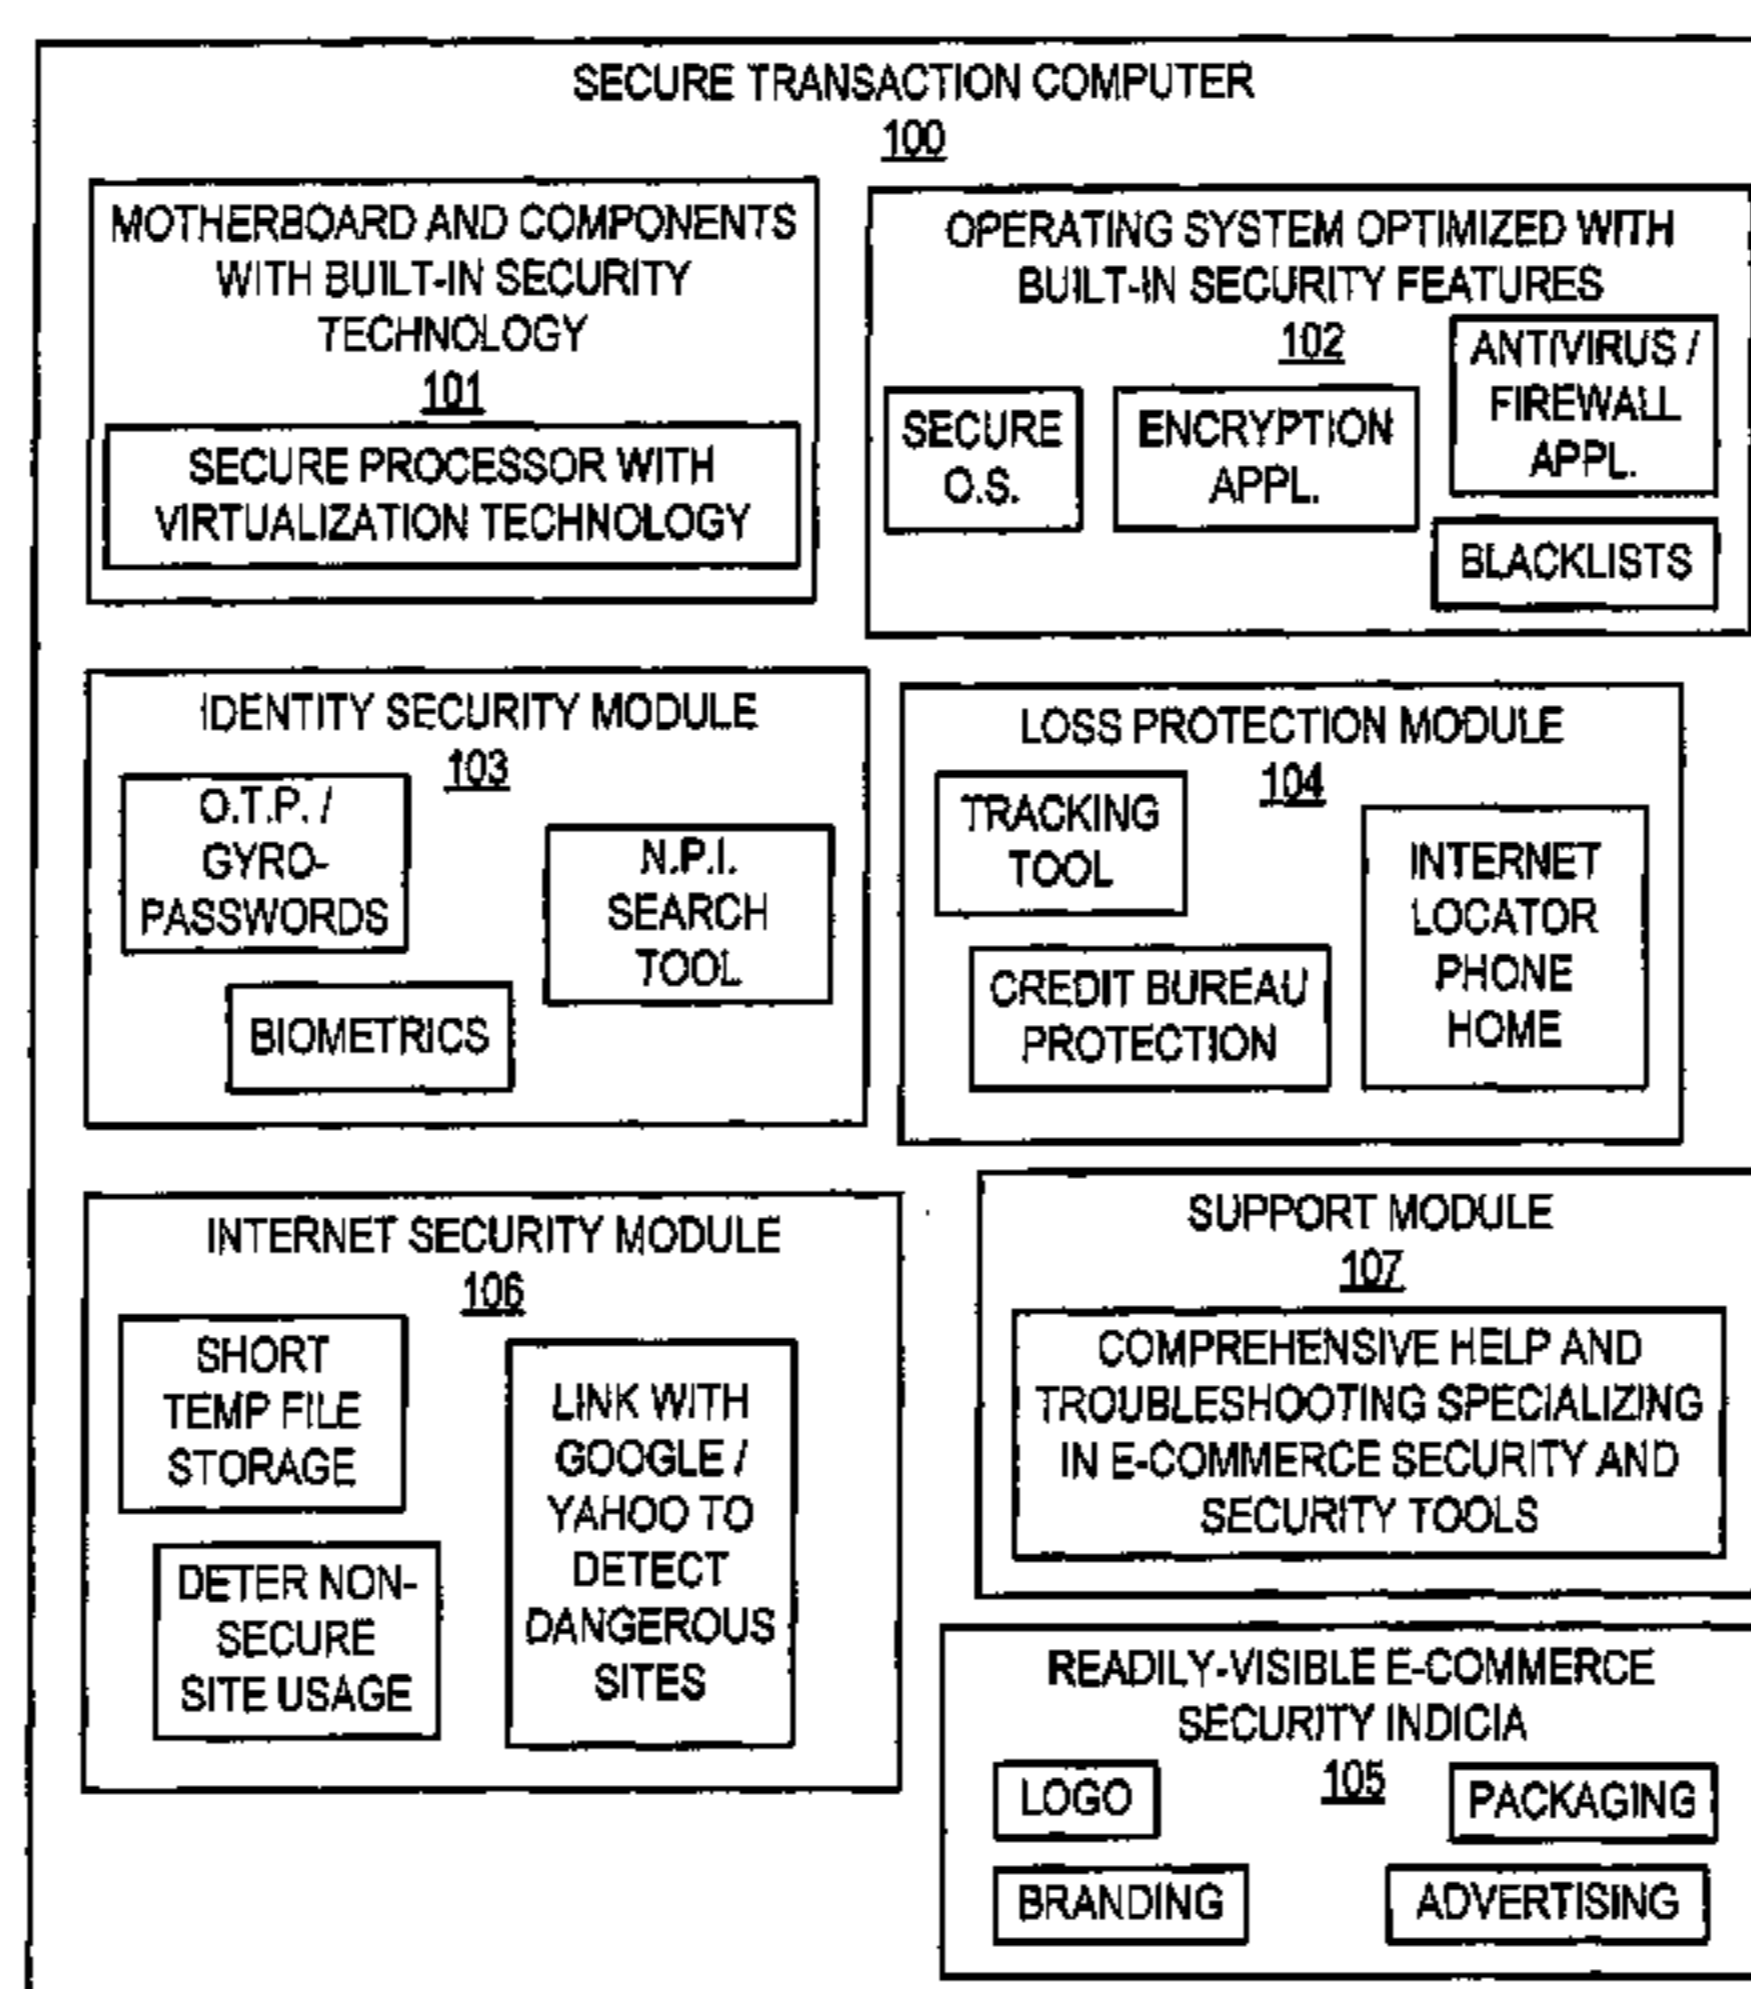 SECURE TRANSACTION COMPUTER
100
MOTHERBOARD AND COMPONENTS
WITH BUILT-IN SECURITY
TECHNOLOGY
101
SECURE PROCESSOR WITH
VIRTUALIZATION TECHNOLOGY
OPERATING SYSTEM OPTIMIZED WITH
BUILT-IN SECURITY FEATURES
102
SECURE
O.S.
ENCRYPTION
APPL.
ANTIVIRUS /
FIREWALL
APPL.
BLACKLISTS
IDENTITY SECURITY MODULE
103
O.T.P. /
GYRO-
PASSWORDS
N.P.I.
SEARCH
TOOL
BIOMETRICS
LOSS PROTECTION MODULE
104
TRACKING
TOOL
CREDIT BUREAU
PROTECTION
INTERNET
LOCATOR
PHONE
HOME
INTERNET SECURITY MODULE
106
SHORT
TEMP FILE
STORAGE
DETER NON-
SECURE
SITE USAGE
LINK WITH
GOOGLE /
YAHOO TO
DETECT
DANGEROUS
SITES
SUPPORT MODULE
107
COMPREHENSIVE HELP AND
TROUBLESHOOTING SPECIALIZING
IN E-COMMERCE SECURITY AND
SECURITY TOOLS
READILY-VISIBLE E-COMMERCE
SECURITY INDICIA
105
LOGO
PACKAGING
BRANDING
ADVERTISING